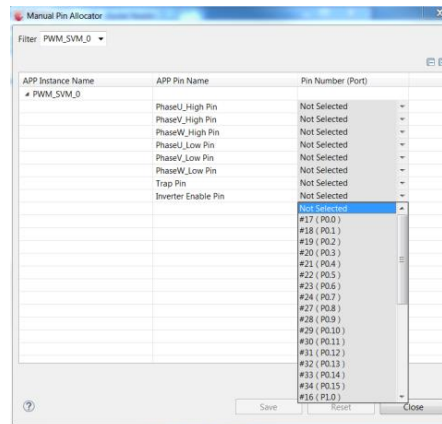 Manual Pin Allocator
Filter PWM_SVM_0
APP Instance Name APP Pin Name Pin Number (Port)
PWM_SVM_0
PhaseU_High Pin Not Selected
PhaseV_High Pin Not Selected
PhaseW_High Pin Not Selected
PhaseU_Low Pin Not Selected
PhaseV_Low Pin Not Selected
PhaseW_Low Pin Not Selected
Trap Pin Not Selected
Inverter Enable Pin Not Selected
Not Selected
#17 ( P0.0 )
#18 ( P0.1 )
#19 ( P0.2 )
#20 ( P0.3 )
#21 ( P0.4 )
#22 ( P0.5 )
#23 ( P0.6 )
#24 ( P0.7 )
#27 ( P0.8 )
#28 ( P0.9 )
#29 ( P0.10 )
#30 ( P0.11 )
#31 ( P0.12 )
#32 ( P0.13 )
#33 ( P0.14 )
#34 ( P0.15 )
#16 ( P1.0 )
? Save Reset Close